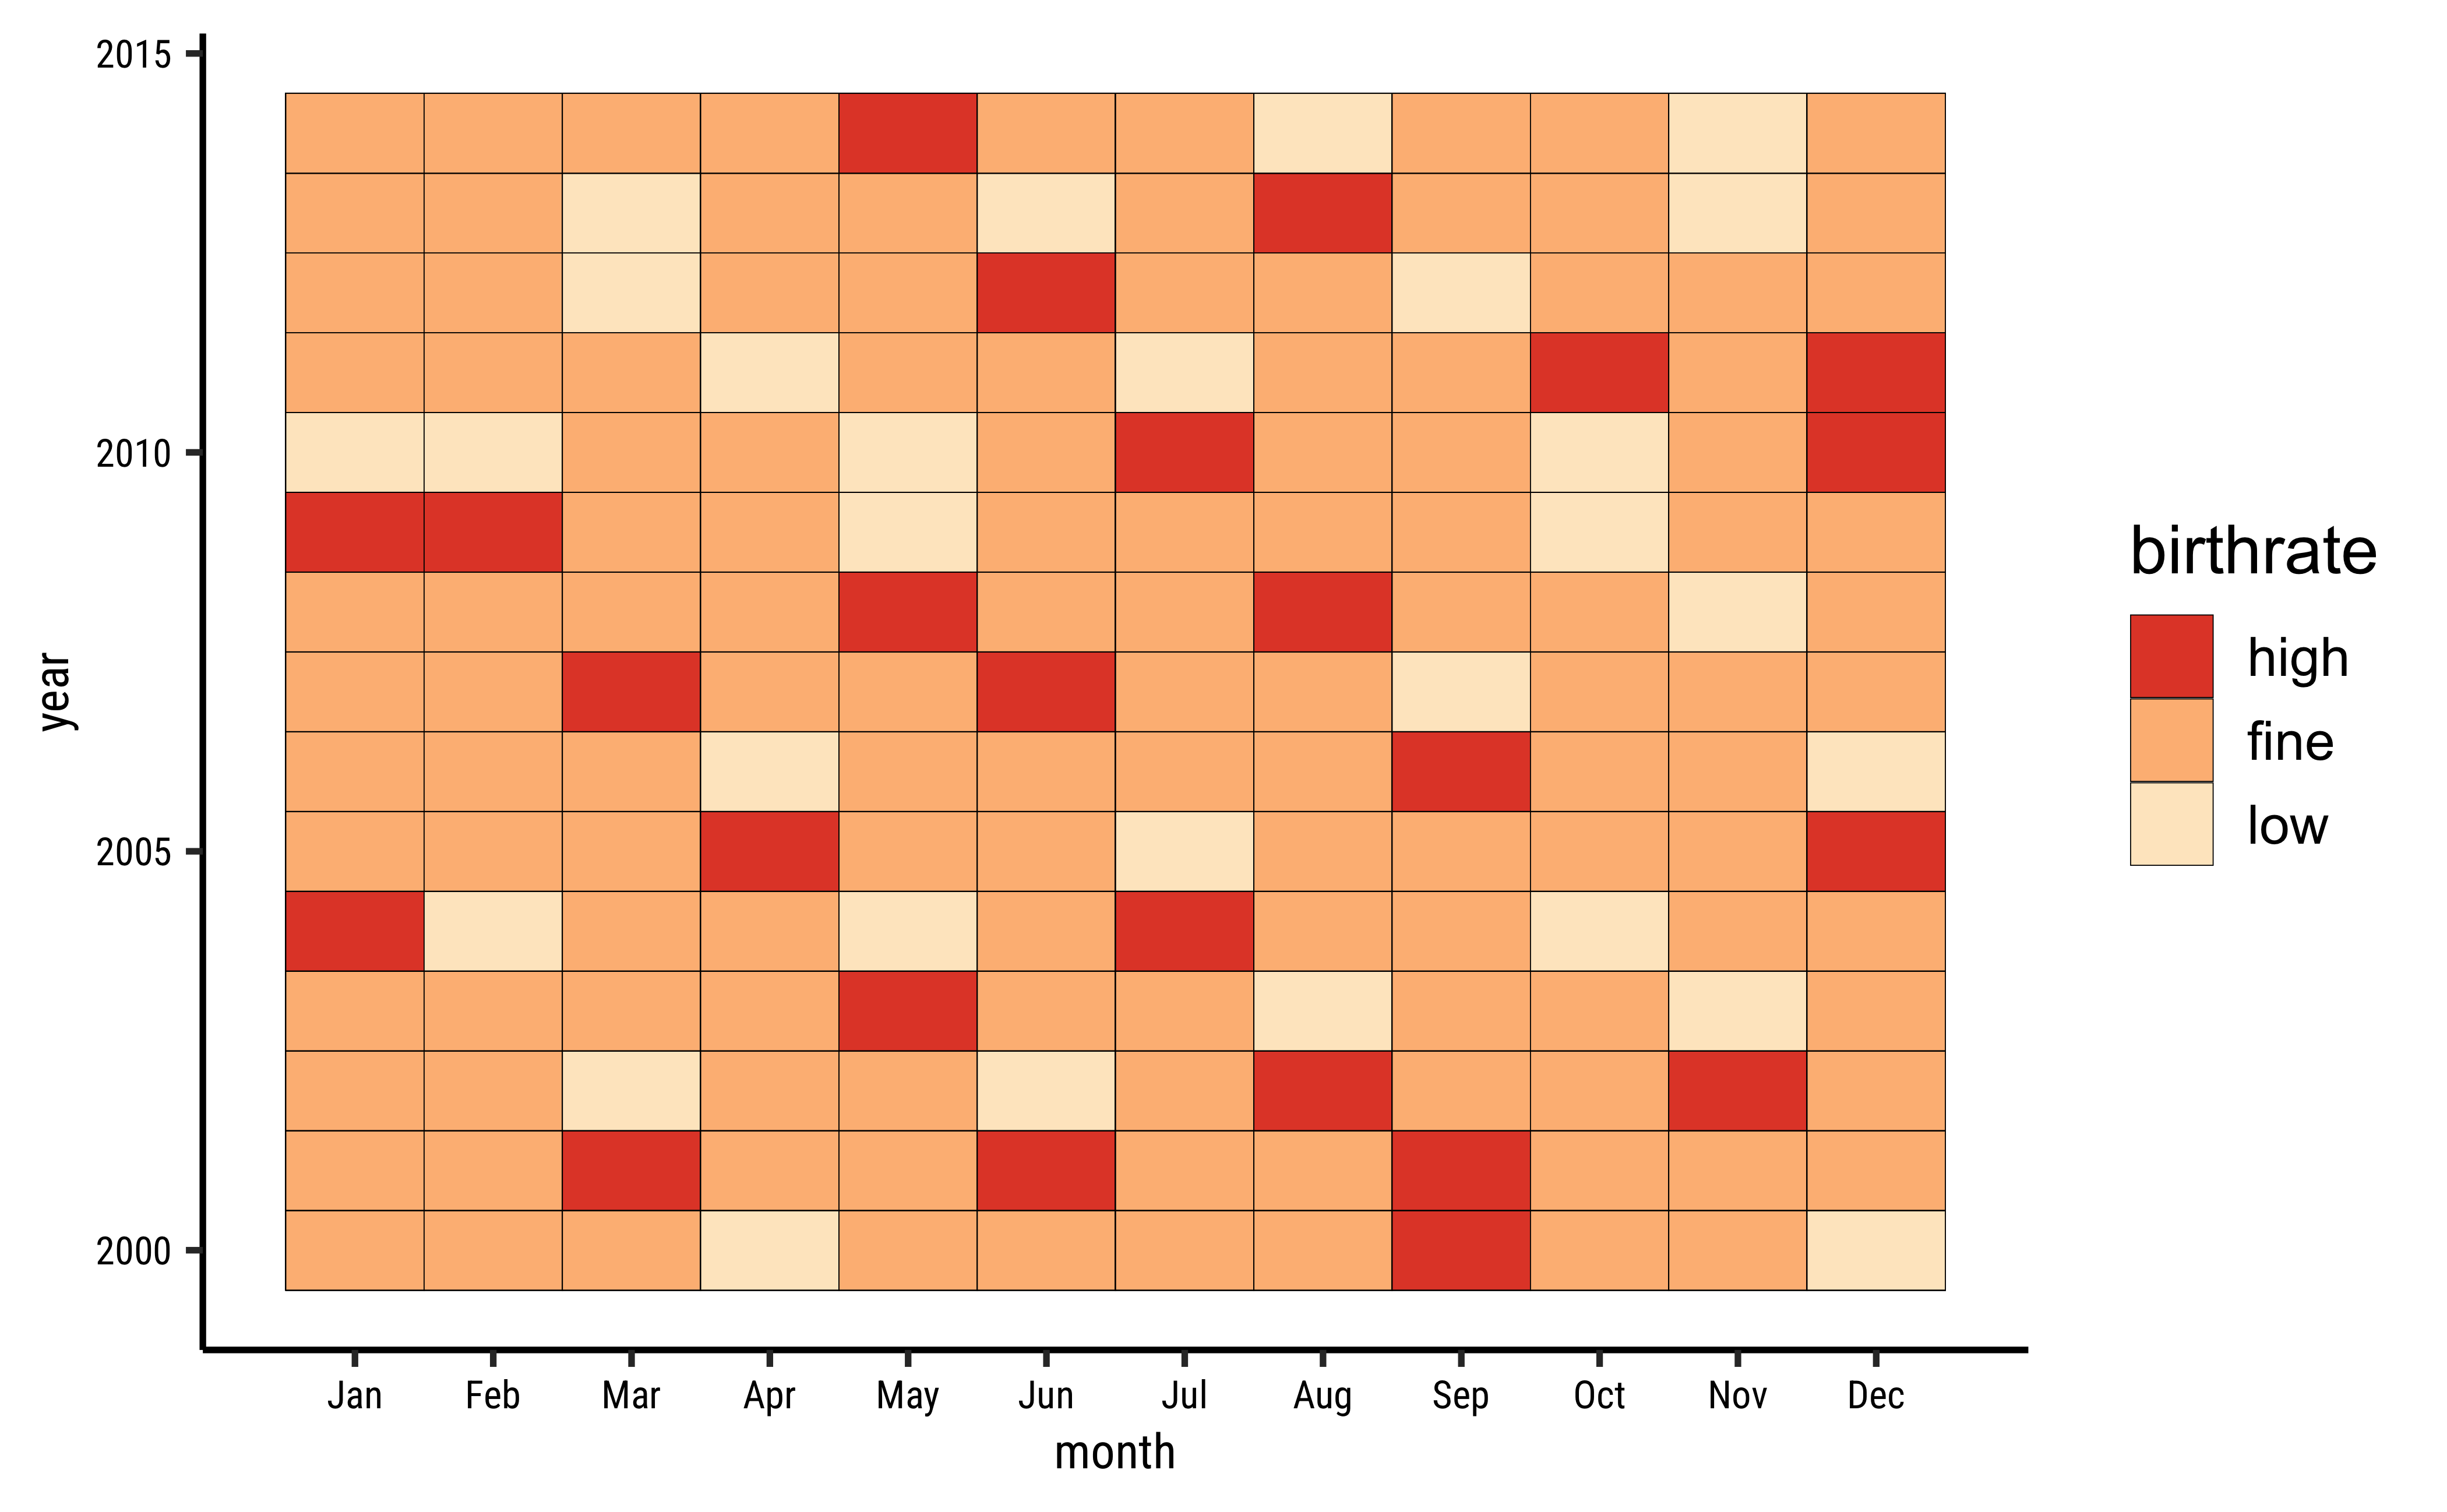 2015
2010
2005
2000
year
Jan Feb Mar Apr May Jun Jul Aug Sep Oct Nov Dec
month
birthrate
high
fine
low